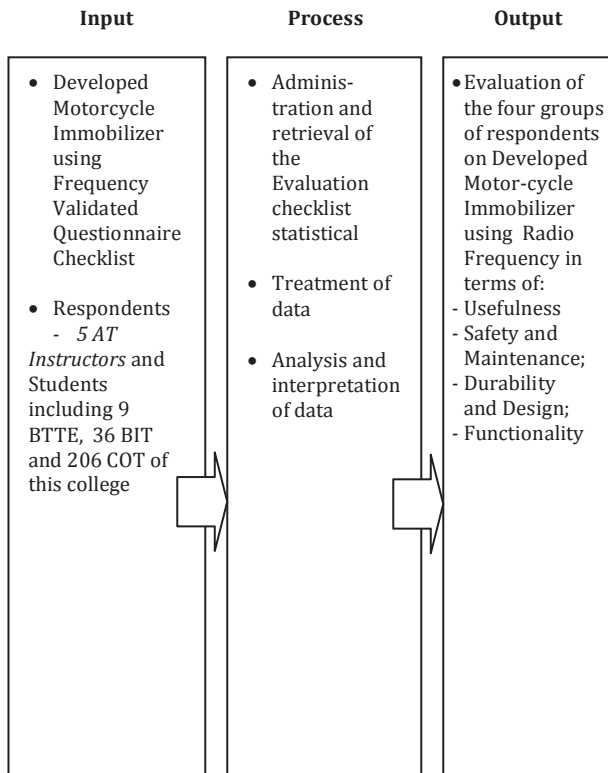 Input
• Developed
Motorcycle
Immobilizer
using
Frequency
Validated
Questionnaire
Checklist
• Respondents
- 5 AT
Instructors and
Students
including 9
BTTE, 36 BIT
and 206 COT of
this college
Process
• Adminis-
tration and
retrieval of
the
Evaluation
checklist
statistical
• Treatment of
data
• Analysis and
interpretation
of data
Output
• Evaluation of
the four groups
of respondents
on Developed
Motor-cycle
Immobilizer
using Radio
Frequency in
terms of:
- Usefulness
- Safety and
Maintenance;
- Durability
and Design;
- Functionality